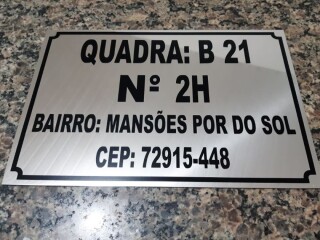 QUADRA: B 21
Nº 2H
BAIRRO: MANSÕES POR DO SOL
CEP: 72915-448